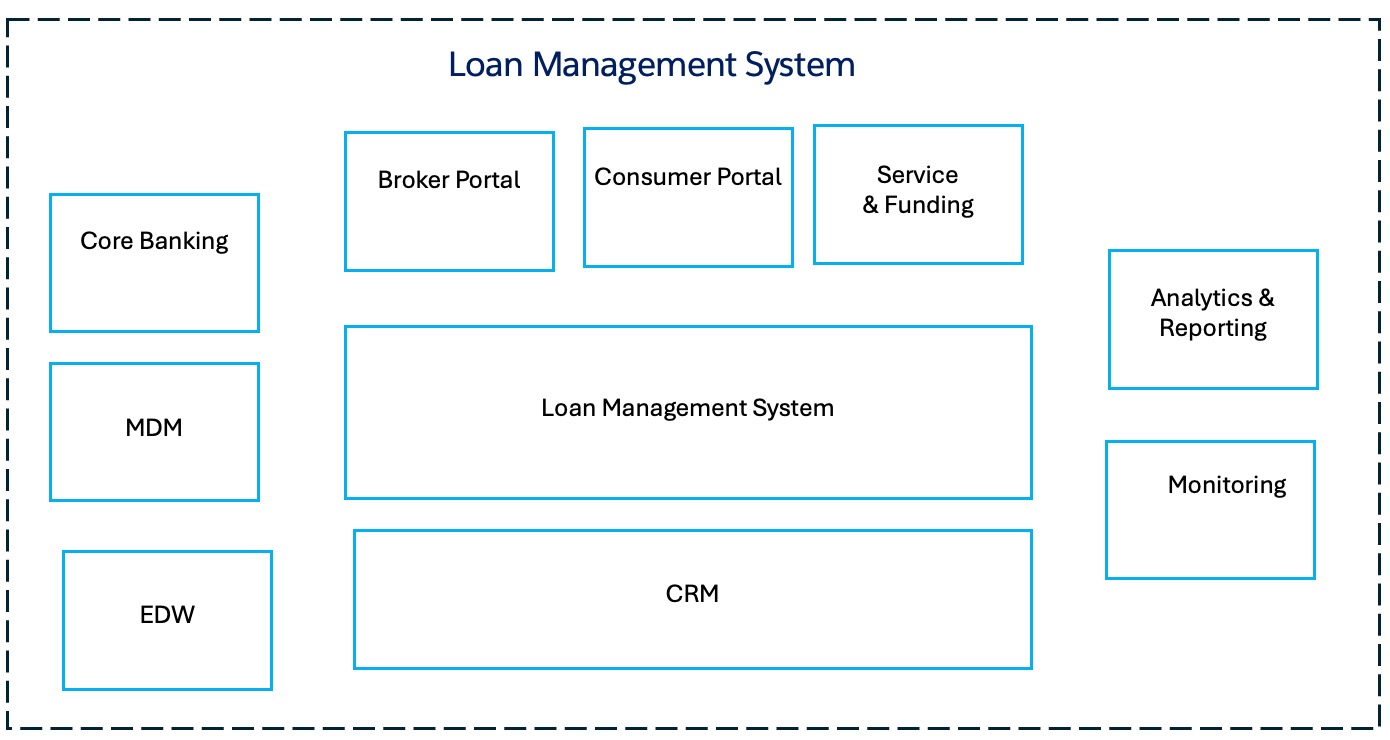 Loan Management System
Broker Portal
Consumer Portal
Service
& Funding
Core Banking
Analytics &
Reporting
Loan Management System
MDM
Monitoring
CRM
EDW